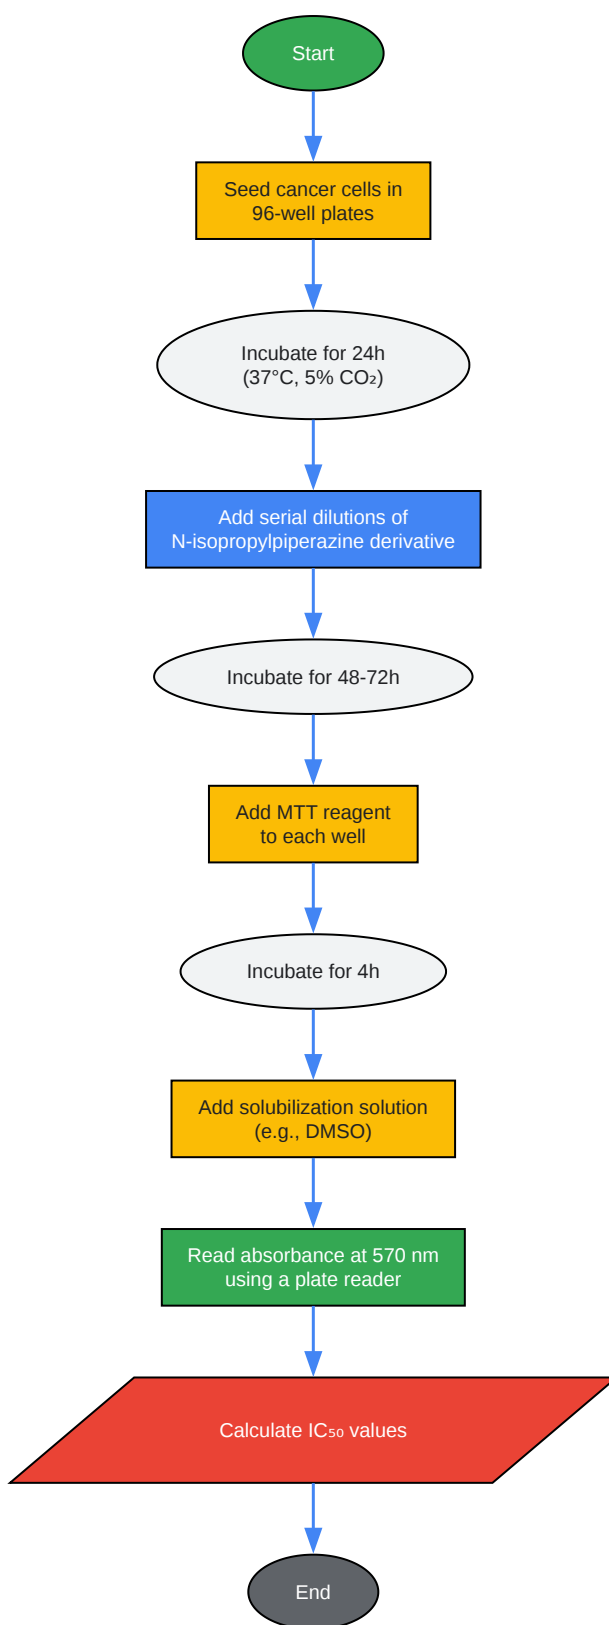 Start
Seed cancer cells in
96-well plates
Incubate for 24h
(37°C, 5% CO₂)
Add serial dilutions of
N-isopropylpiperazine derivative
Incubate for 48-72h
Add MTT reagent
to each well
Incubate for 4h
Add solubilization solution
(e.g., DMSO)
Read absorbance at 570 nm
using a plate reader
Calculate IC₅₀ values
End